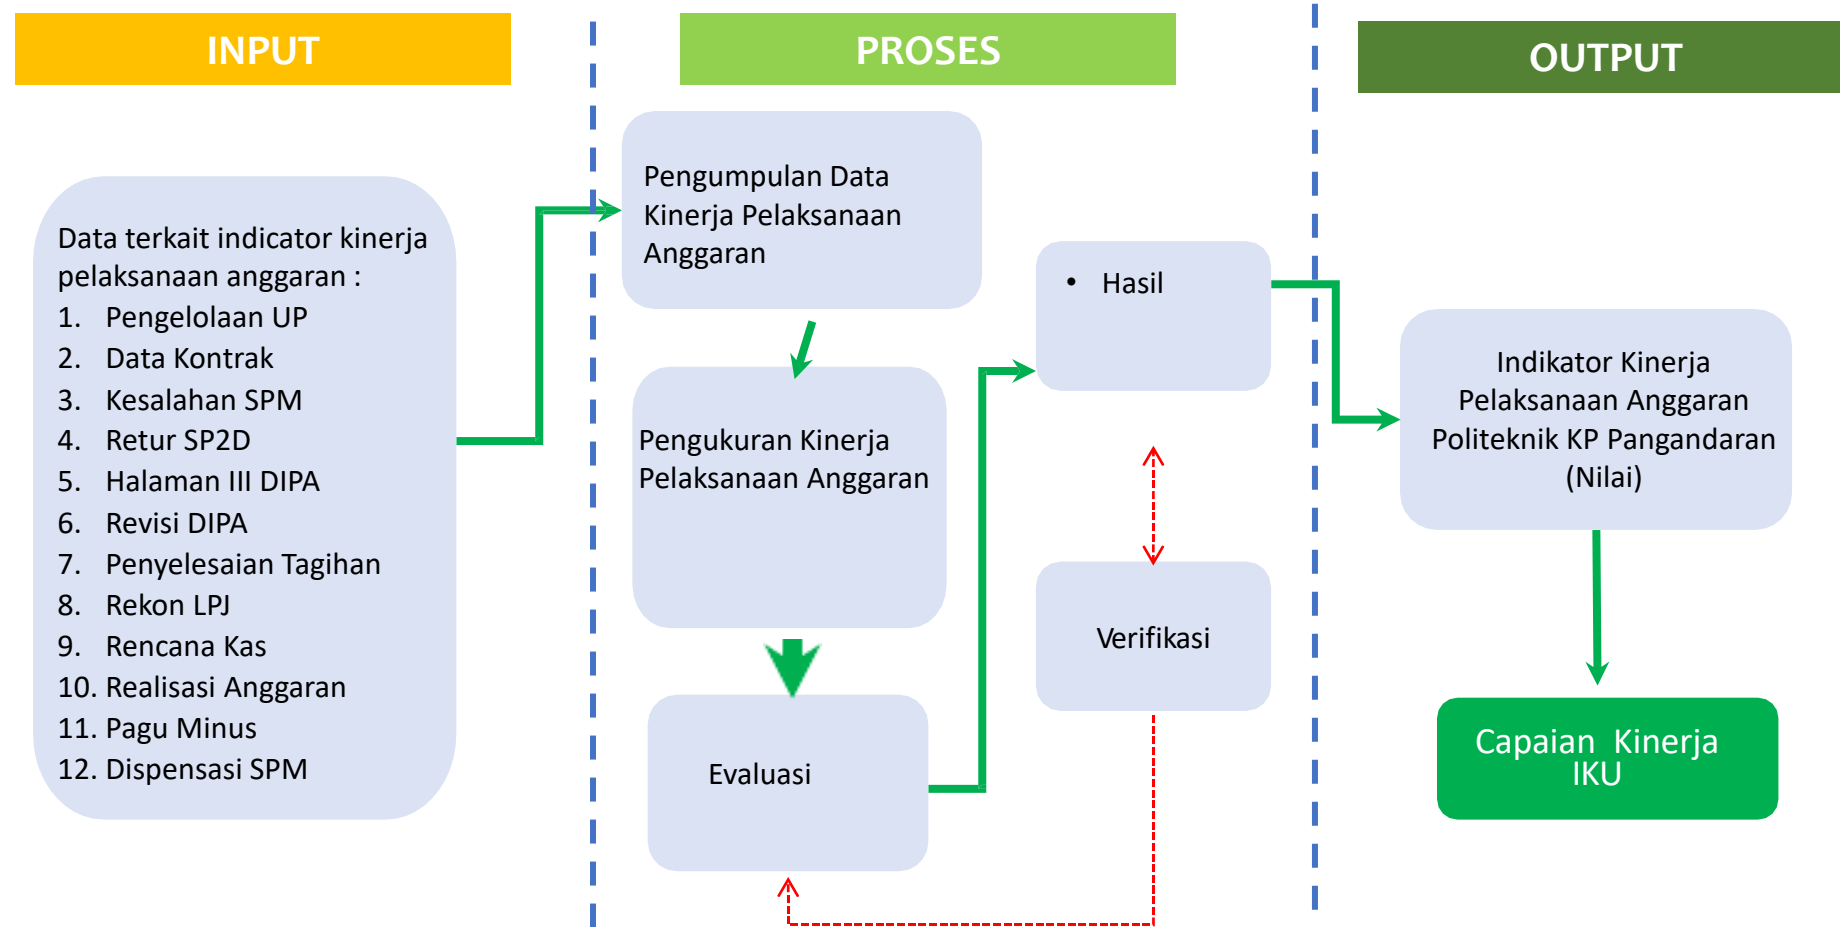 INPUT
PROSES
OUTPUT
Data terkait indicator kinerja
pelaksanaan anggaran :
1. Pengelolaan UP
2. Data Kontrak
3. Kesalahan SPM
4. Retur SP2D
5. Halaman III DIPA
6. Revisi DIPA
7. Penyelesaian Tagihan
8. Rekon LPJ
9. Rencana Kas
10. Realisasi Anggaran
11. Pagu Minus
12. Dispensasi SPM
Pengumpulan Data
Kinerja Pelaksanaan
Anggaran
Pengukuran Kinerja
Pelaksanaan Anggaran
Evaluasi
• Hasil
Verifikasi
Indikator Kinerja
Pelaksanaan Anggaran
Politeknik KP Pangandaran
(Nilai)
Capaian Kinerja
IKU